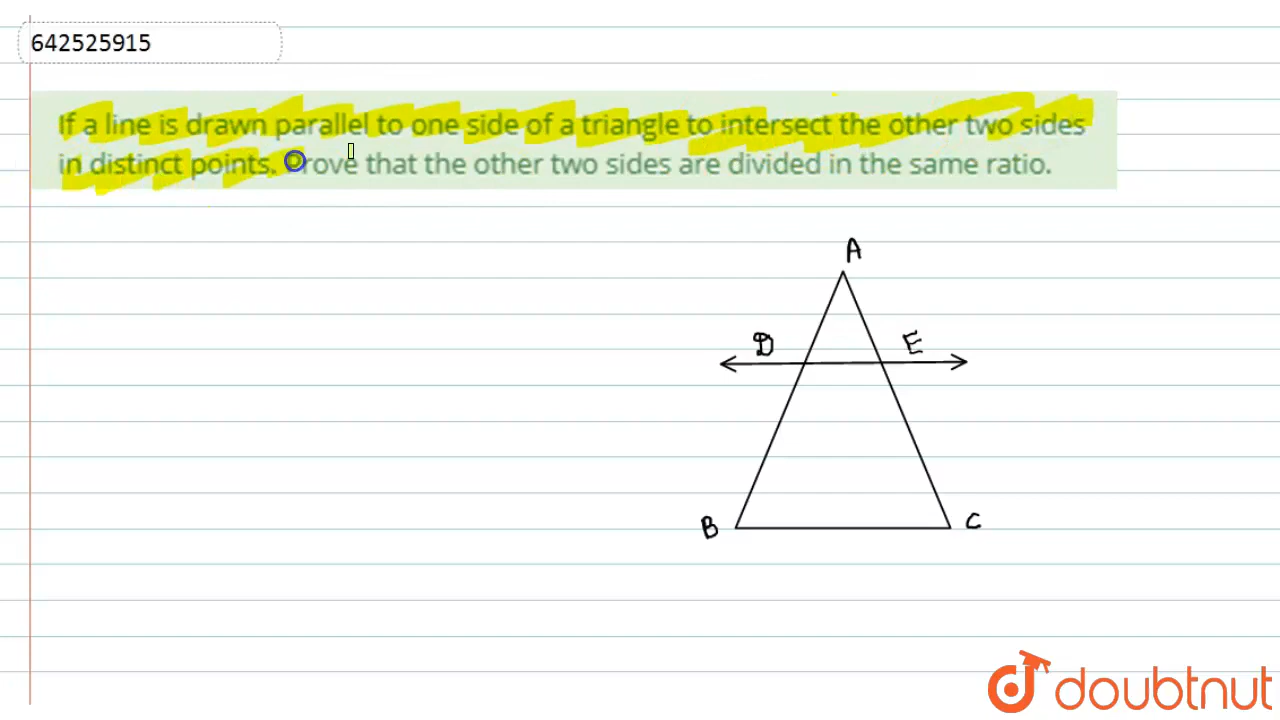 642525915
If a line is drawn parallel to one side of a triangle to intersect the other two sides
in distinct points. Prove that the other two sides are divided in the same ratio.
A
D E
B C
doubtnut